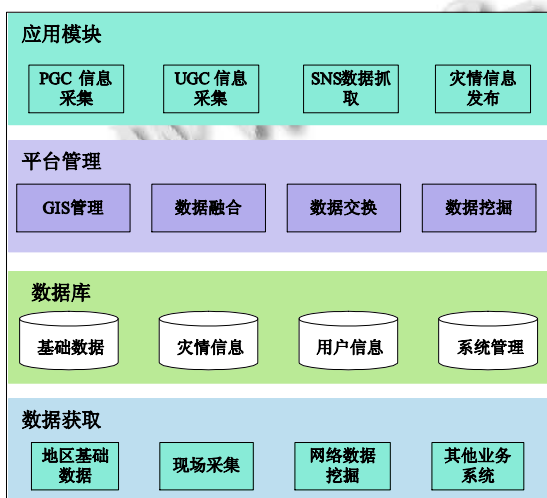 应用模块
PGC 信息
采集
UGC 信息
采集
SNS数据抓
取
灾情信息
发布
平台管理
GIS管理
数据融合
数据交换
数据挖掘
数据库
基础数据
灾情信息
用户信息
系统管理
数据获取
地区基础
数据
现场采集
网络数据
挖掘
其他业务
系统